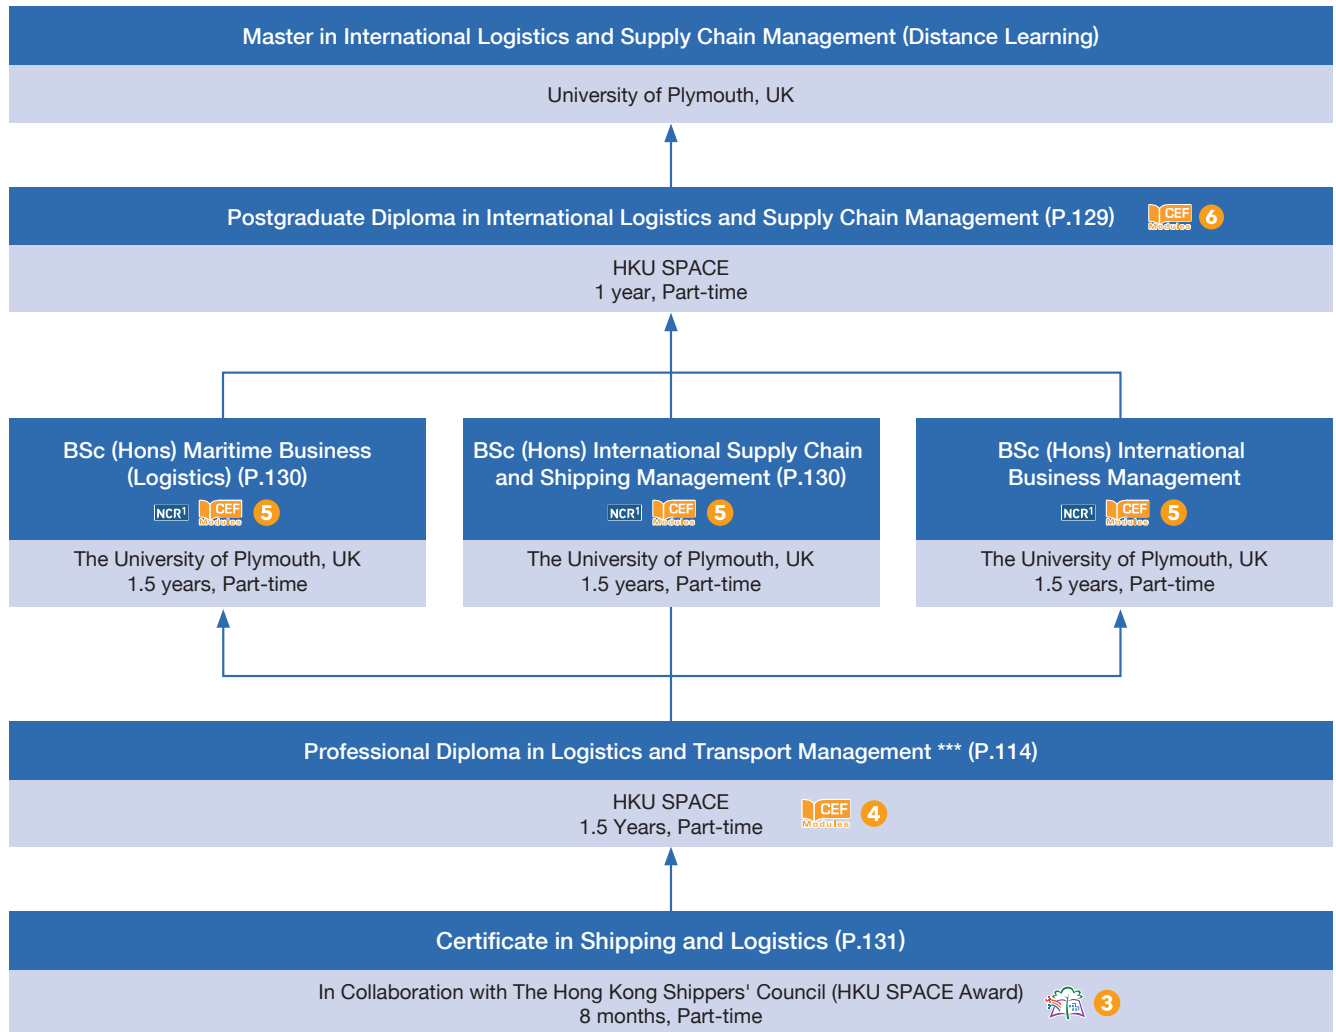 Master in International Logistics and Supply Chain Management (Distance Learning)
University of Plymouth, UK
Postgraduate Diploma in International Logistics and Supply Chain Management (P.129)
CEF
Modules
6
HKU SPACE
1 year, Part-time
BSc (Hons) Maritime Business
(Logistics) (P.130)
NCR1 CEF
Modules
5
The University of Plymouth, UK
1.5 years, Part-time
BSc (Hons) International Supply Chain
and Shipping Management (P.130)
NCR1 CEF
Modules
5
The University of Plymouth, UK
1.5 years, Part-time
BSc (Hons) International
Business Management
NCR1 CEF
Modules
5
The University of Plymouth, UK
1.5 years, Part-time
Professional Diploma in Logistics and Transport Management *** (P.114)
HKU SPACE
1.5 Years, Part-time
CEF
Modules
4
Certificate in Shipping and Logistics (P.131)
In Collaboration with The Hong Kong Shippers' Council (HKU SPACE Award)
8 months, Part-time
3